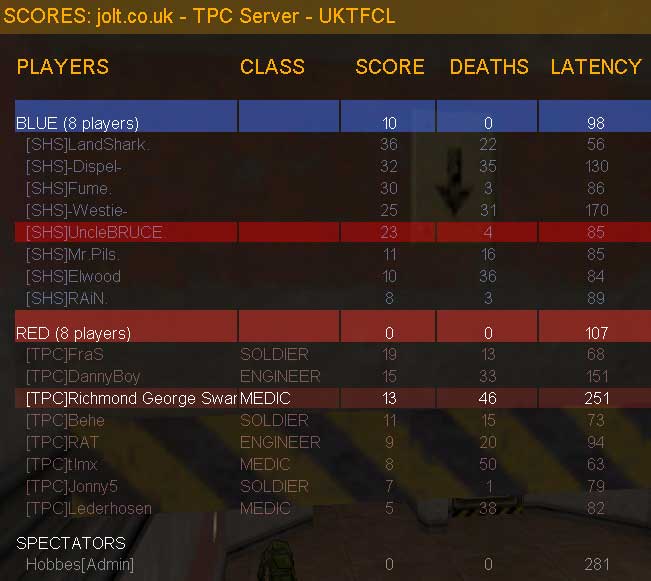 SCORES: jolt.co.uk - TPC Server - UKTFCL
PLAYERS CLASS SCORE DEATHS LATENCY
BLUE (8 players) 10 0 98
[SHS]LandShark. 36 22 56
[SHS]-Dispel- 32 35 130
[SHS]Fume. 30 3 86
[SHS]-Westie- 25 31 170
[SHS]UncleBRUCE. 23 4 85
[SHS]Mr.Pils. 11 16 85
[SHS]Elwood 10 36 84
[SHS]RAiN. 8 3 89
RED (8 players) 0 0 107
[TPC]FraS SOLDIER 19 13 68
[TPC]DannyBoy ENGINEER 15 33 151
[TPC]Richmond George Swar MEDIC 13 46 251
[TPC]Behe SOLDIER 11 15 73
[TPC]RAT ENGINEER 9 20 94
[TPC]tImx MEDIC 8 50 63
[TPC]Jonny5 SOLDIER 7 1 79
[TPC]Lederhosen MEDIC 5 38 82
SPECTATORS
Hobbes[Admin] 0 0 281